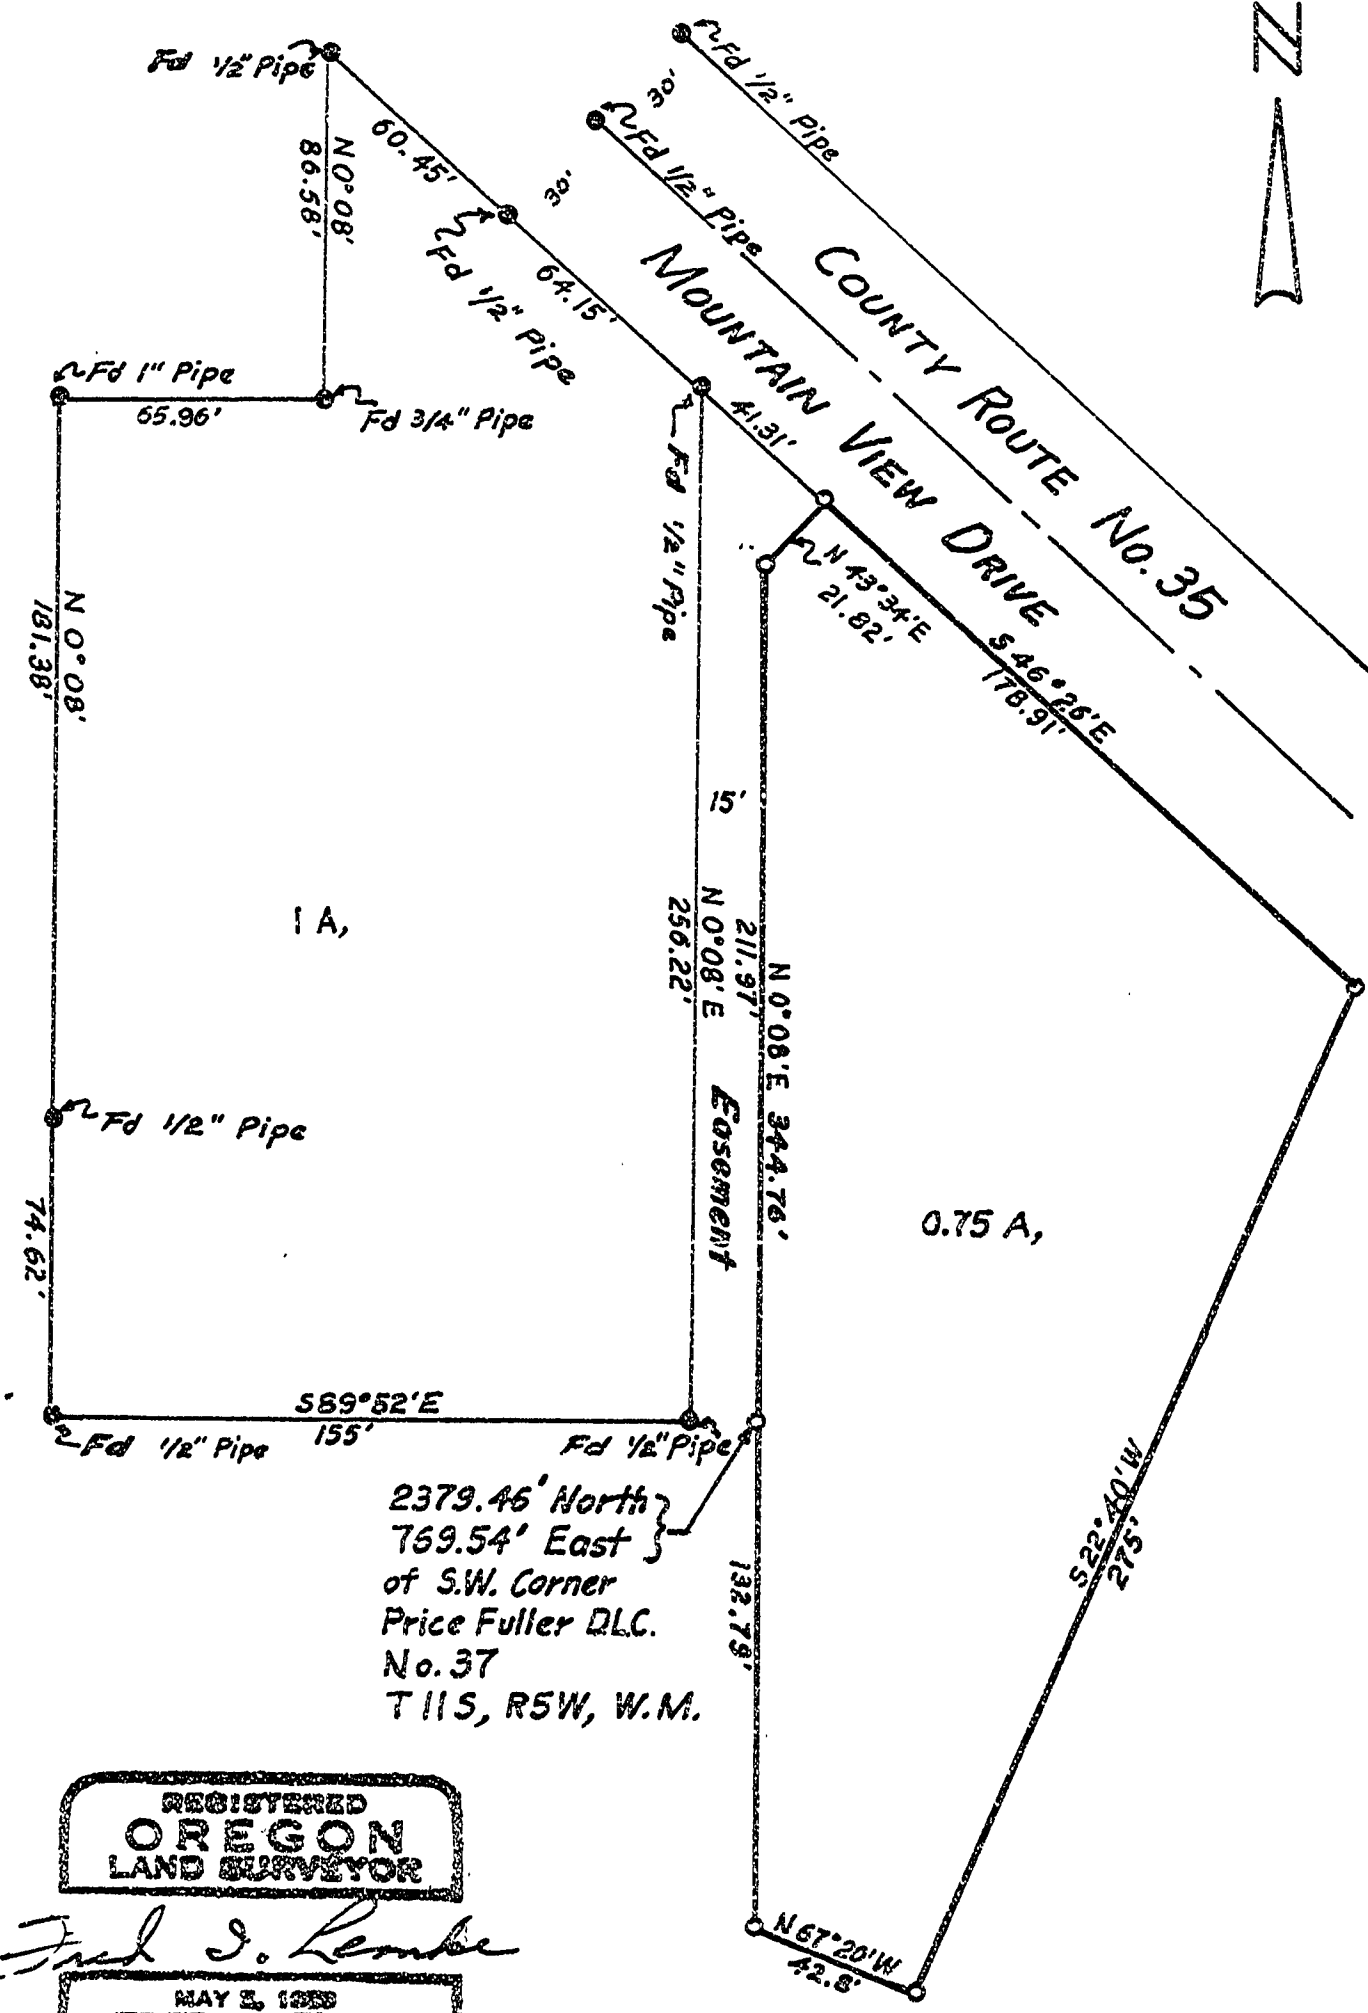 N
Fd 1/2" Pipe
Fd 1/2" Pipe
30'
Fd 1/2" Pipe
60.45'
N 0°08'
86.58'
30'
Fd 1/2" Pipe
64.15'
COUNTY ROUTE No. 35
MOUNTAIN VIEW DRIVE
Fd 1" Pipe
65.96'
Fd 3/4" Pipe
41.31'
Fd 1/2" Pipe
N 43°34'E
21.82'
S 46°26'E
178.91'
N 0°08'
181.38'
15'
1 A,
N 0°08' E
256.22'
211.97'
N 0°08'E 344.76'
Easement
Fd 1/2" Pipe
74.62'
0.75 A,
S89°52'E
155'
Fd 1/2" Pipe
Fd 1/2" Pipe
2379.46' North
769.54' East
of S.W. Corner
Price Fuller D.L.C.
No. 37
T 11 S, R5W, W.M.
132.79'
S22°40'W
275'
N 67°20'W
42.8'
REGISTERED
OREGON
LAND SURVEYOR
Fred I.
MAY